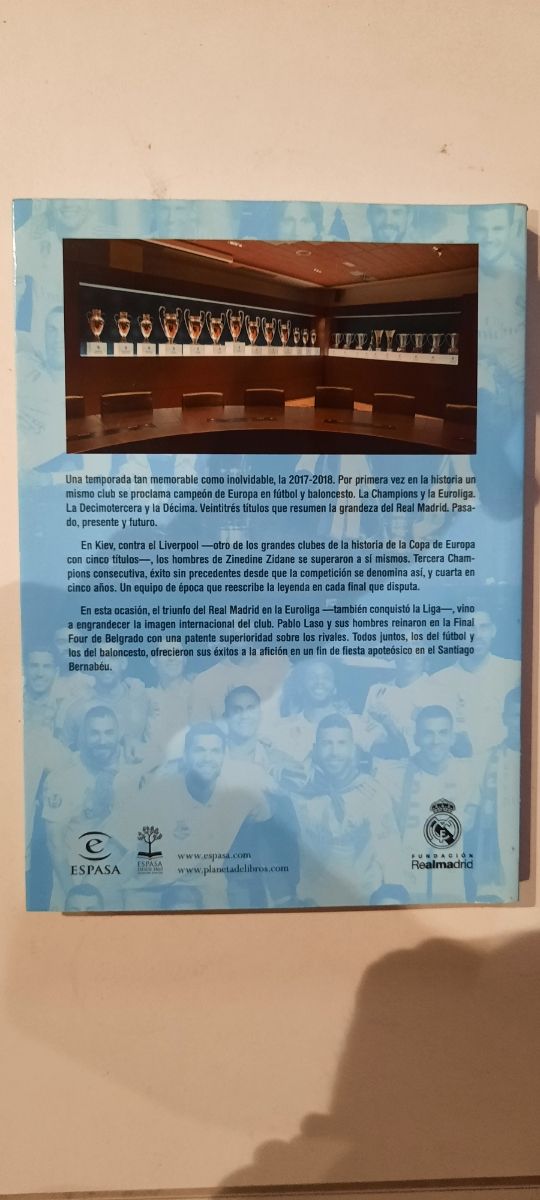 Una temporada tan memorable como inolvidable, la 2017-2018. Por primera vez en la historia un
mismo club se proclama campeón de Europa en fútbol y baloncesto. La Champions y la Euroliga.
La Decimotercera y la Décima. Veintitrés títulos que resumen la grandeza del Real Madrid. Pasa-
do, presente y futuro.
En Kiev, contra el Liverpool —otro de los grandes clubes de la historia de la Copa de Europa
con cinco títulos—, los hombres de Zinedine Zidane se superaron a sí mismos. Tercera Cham-
pions consecutiva, éxito sin precedentes desde que la competición se denomina así, y cuarta en
cinco años. Un equipo de época que reescribe la leyenda en cada final que disputa.
En esta ocasión, el triunfo del Real Madrid en la Euroliga —también conquistó la Liga—, vino
a engrandecer la imagen internacional del club. Pablo Laso y sus hombres reinaron en la Final
Four de Belgrado con una patente superioridad sobre los rivales. Todos juntos, los del fútbol y
los del baloncesto, ofrecieron sus éxitos a la afición en un fin de fiesta apoteósico en el Santiago
Bernabéu.
ESPASA
ESPASA
www.espasa.com
www.planetadelibros.com
FUNDACIÓN
Realmadrid